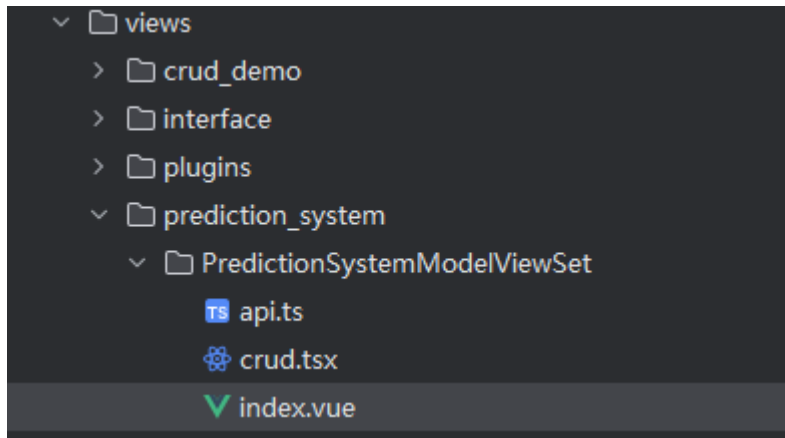 views
crud_demo
interface
plugins
prediction_system
PredictionSystemModelViewSet
TS api.ts
crud.tsx
index.vue